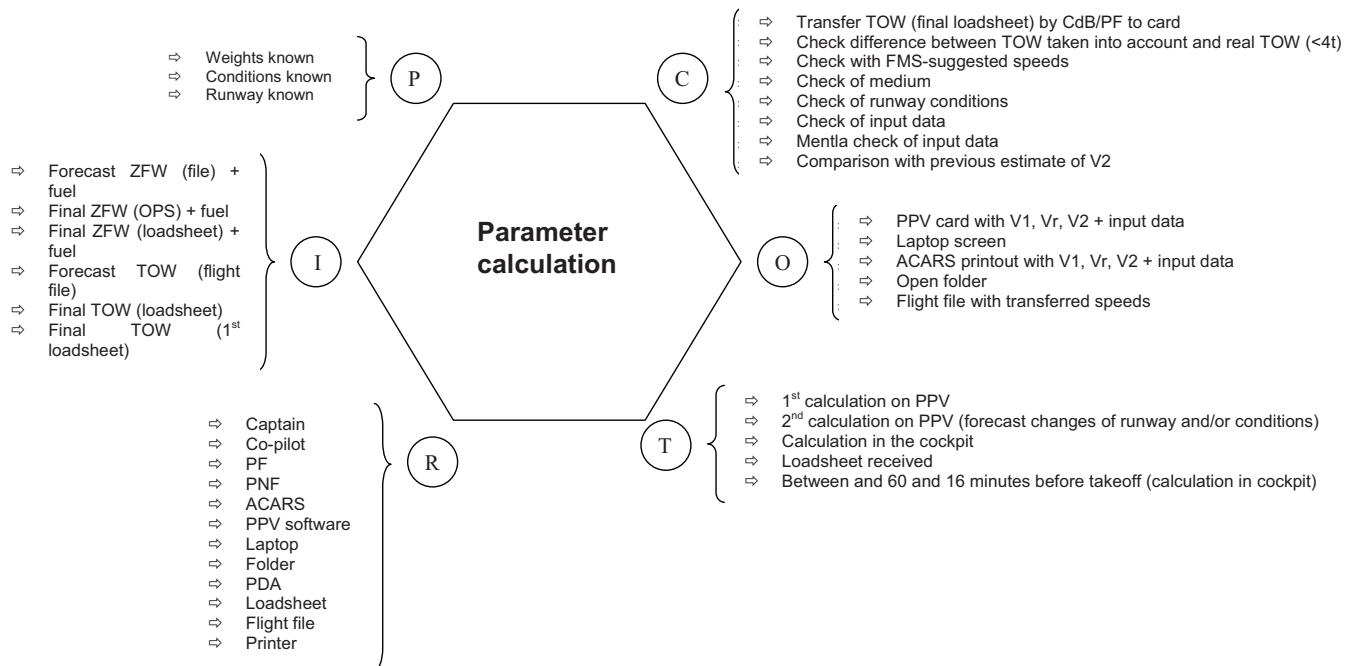 ⇨ Weights known
⇨ Conditions known
⇨ Runway known
P
C
⇨ Transfer TOW (final loadsheet) by CdB/PF to card
⇨ Check difference between TOW taken into account and real TOW (<4t)
⇨ Check with FMS-suggested speeds
⇨ Check of medium
⇨ Check of runway conditions
⇨ Check of input data
⇨ Mentla check of input data
⇨ Comparison with previous estimate of V2
⇨ Forecast ZFW (file) +
fuel
⇨ Final ZFW (OPS) + fuel
⇨ Final ZFW (loadsheet) +
fuel
⇨ Forecast TOW (flight
file)
⇨ Final TOW (loadsheet)
⇨ Final TOW (1st
loadsheet)
I
Parameter
calculation
O
⇨ PPV card with V1, Vr, V2 + input data
⇨ Laptop screen
⇨ ACARS printout with V1, Vr, V2 + input data
⇨ Open folder
⇨ Flight file with transferred speeds
⇨ Captain
⇨ Co-pilot
⇨ PF
⇨ PNF
⇨ ACARS
⇨ PPV software
⇨ Laptop
⇨ Folder
⇨ PDA
⇨ Loadsheet
⇨ Flight file
⇨ Printer
R
T
⇨ 1st calculation on PPV
⇨ 2nd calculation on PPV (forecast changes of runway and/or conditions)
⇨ Calculation in the cockpit
⇨ Loadsheet received
⇨ Between and 60 and 16 minutes before takeoff (calculation in cockpit)